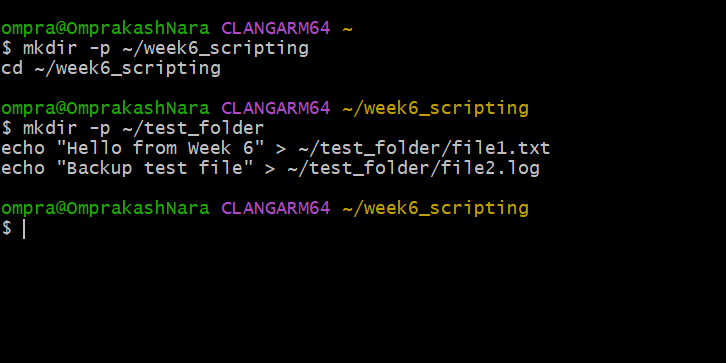 ompra@OmprakashNara CLANGARM64 ~
$ mkdir -p ~/week6_scripting
cd ~/week6_scripting
ompra@OmprakashNara CLANGARM64 ~/week6_scripting
$ mkdir -p ~/test_folder
echo "Hello from Week 6" > ~/test_folder/file1.txt
echo "Backup test file" > ~/test_folder/file2.log
ompra@OmprakashNara CLANGARM64 ~/week6_scripting
$